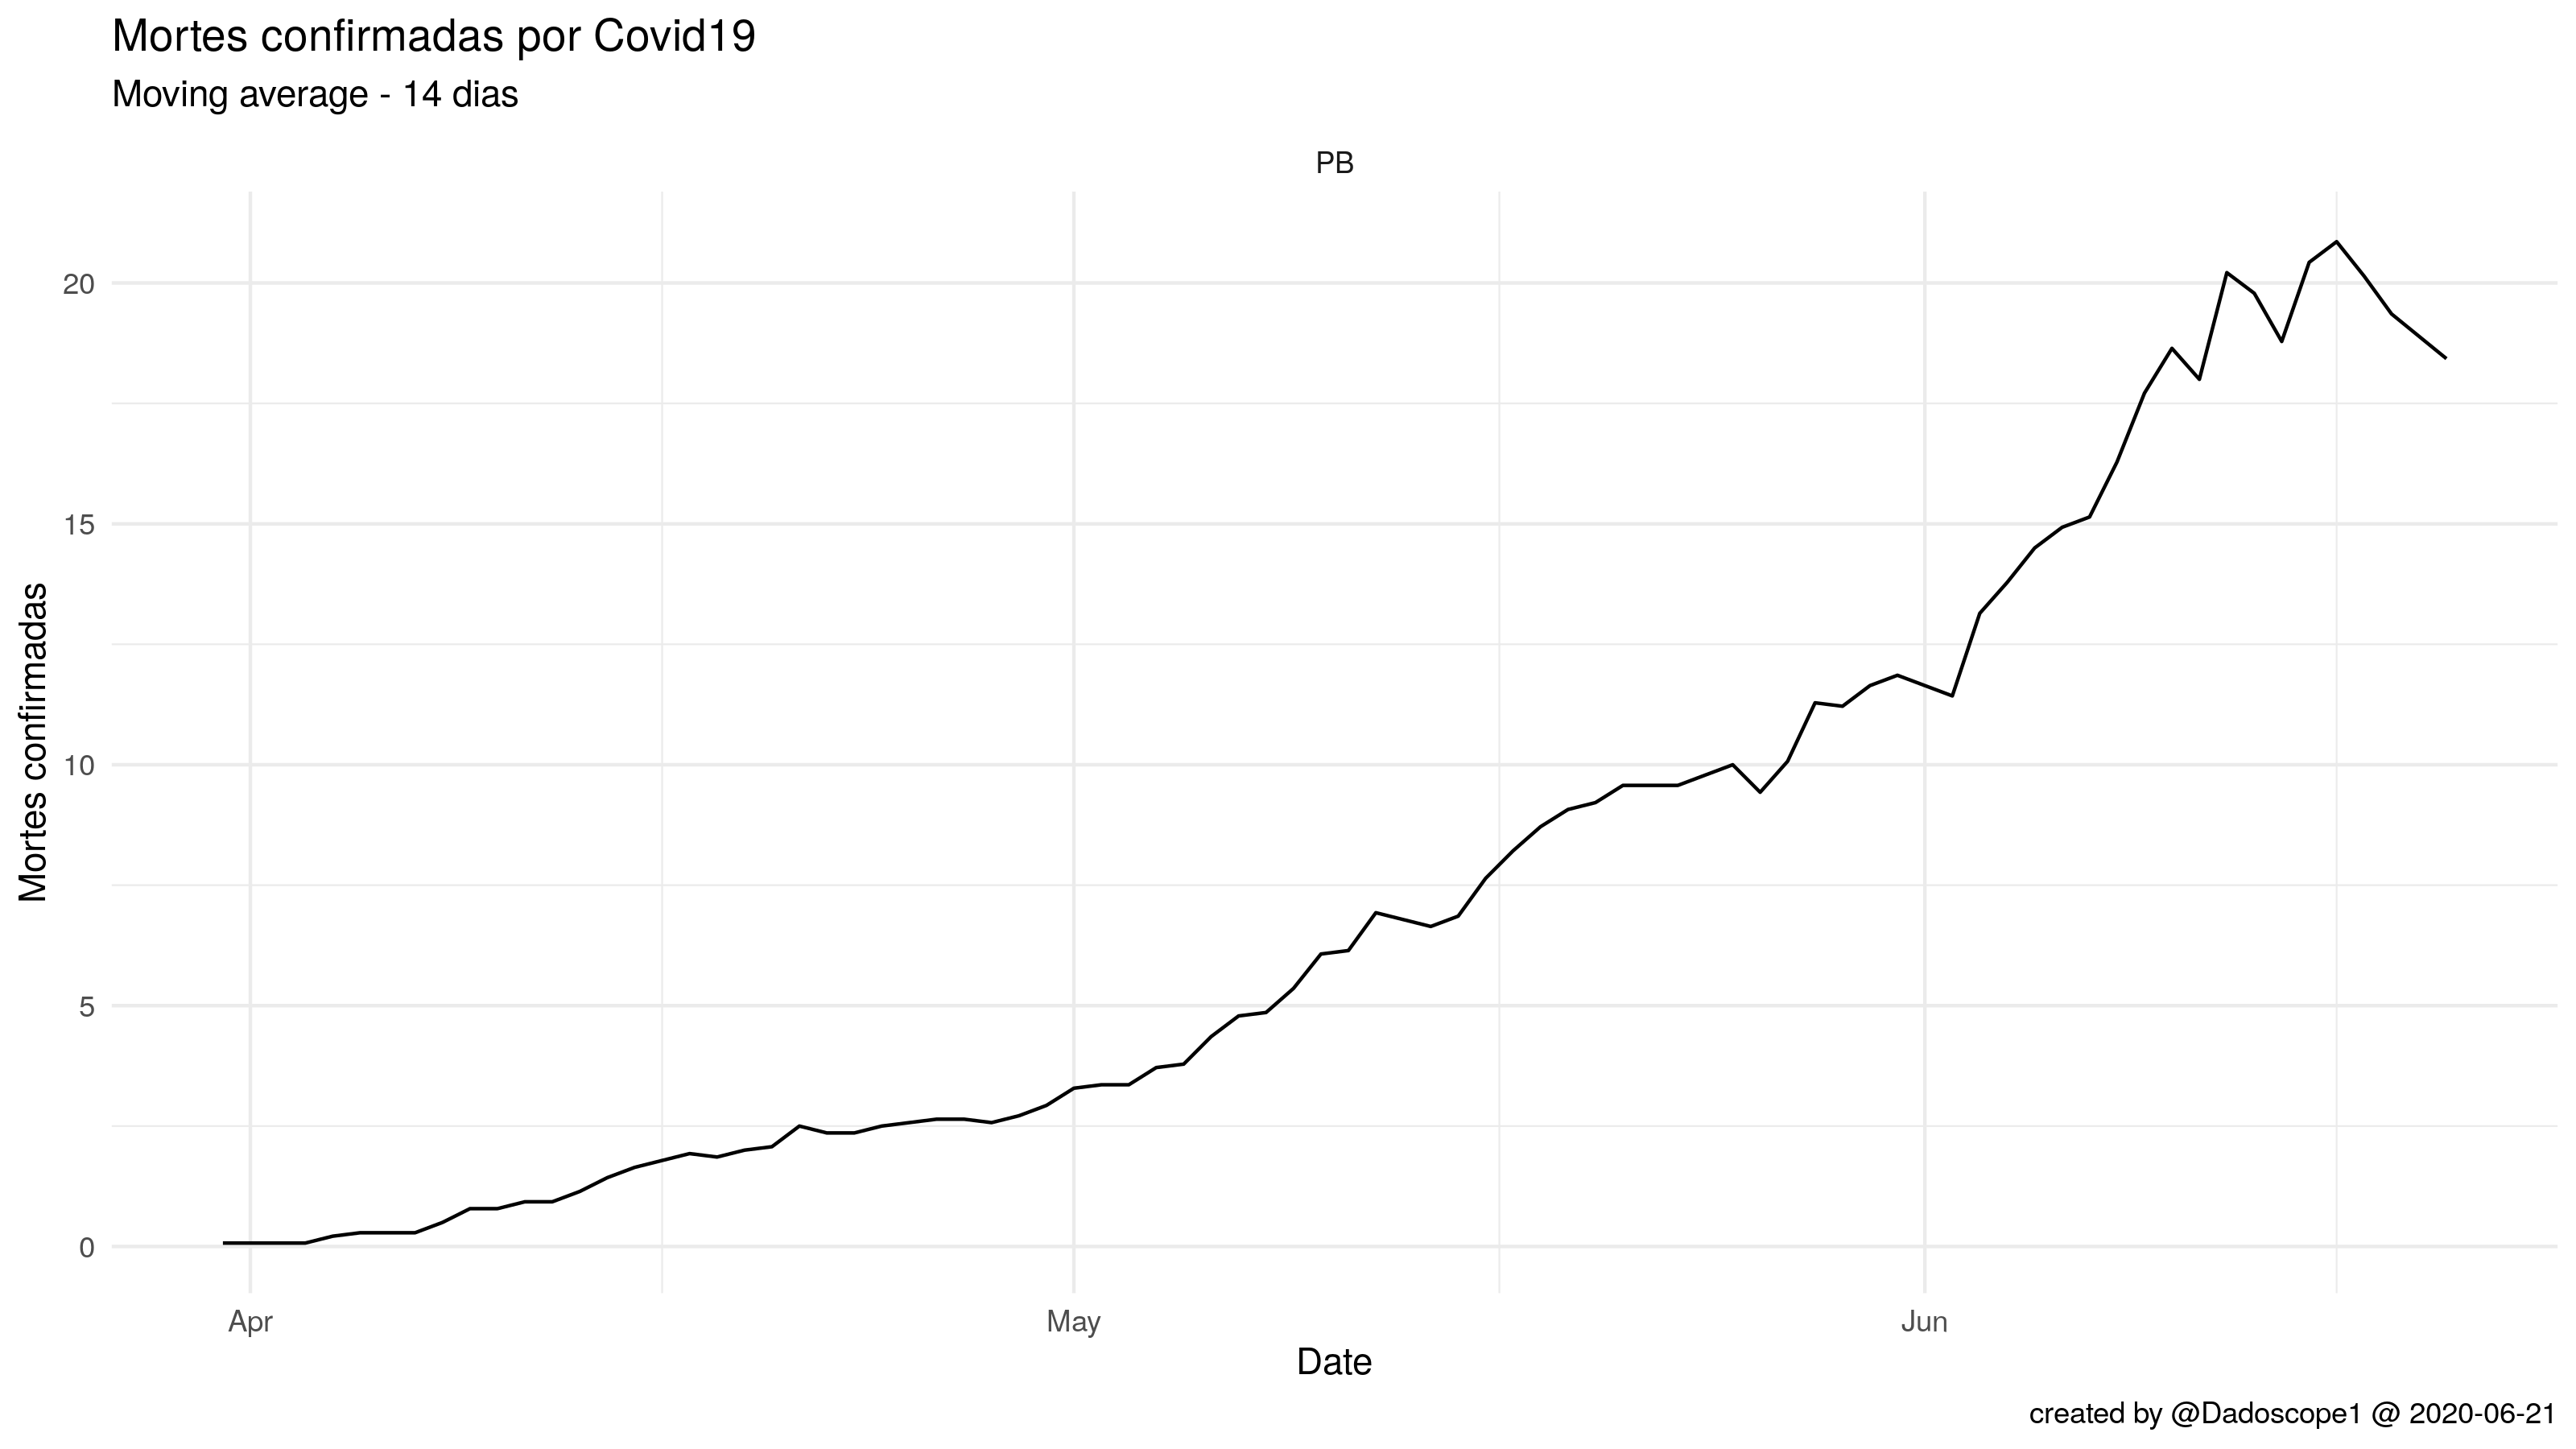 Mortes confirmadas por Covid19
Moving average - 14 dias
PB
Mortes confirmadas
20
15
10
5
0
Apr
May
Jun
Date
created by @Dadoscope1 @ 2020-06-21